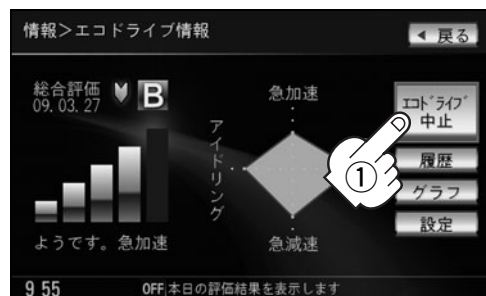 情報>エコドライブ情報
◀ 戻る
総合評価
09.03.27
B
急加速
アイドリング
急減速
ようです。急加速
エコドライブ
中止
①
履歴
グラフ
設定
9 55
OFF 本日の評価結果を表示します